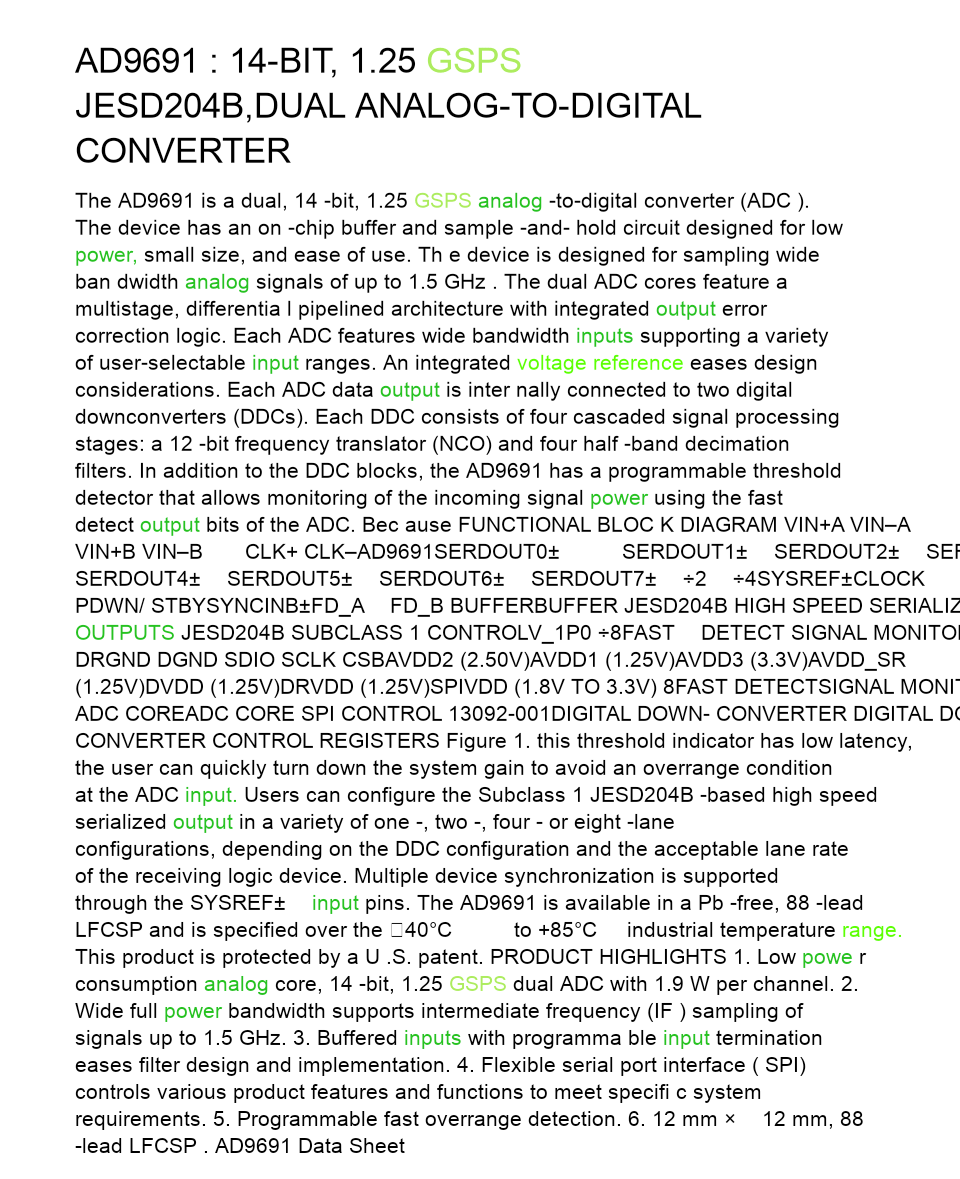 AD9691 : 14-BIT, 1.25 GSPS
JESD204B,DUAL ANALOG-TO-DIGITAL
CONVERTER
The AD9691 is a dual, 14 -bit, 1.25 GSPS analog -to-digital converter (ADC ).
The device has an on -chip buffer and sample -and- hold circuit designed for low
power, small size, and ease of use. Th e device is designed for sampling wide
ban dwidth analog signals of up to 1.5 GHz . The dual ADC cores feature a
multistage, differentia l pipelined architecture with integrated output error
correction logic. Each ADC features wide bandwidth inputs supporting a variety
of user-selectable input ranges. An integrated voltage reference eases design
considerations. Each ADC data output is inter nally connected to two digital
downconverters (DDCs). Each DDC consists of four cascaded signal processing
stages: a 12 -bit frequency translator (NCO) and four half -band decimation
filters. In addition to the DDC blocks, the AD9691 has a programmable threshold
detector that allows monitoring of the incoming signal power using the fast
detect output bits of the ADC. Bec ause FUNCTIONAL BLOC K DIAGRAM VIN+A VIN–A
VIN+B VIN–B CLK+ CLK–AD9691SERDOUT0± SERDOUT1± SERDOUT2± SER
SERDOUT4± SERDOUT5± SERDOUT6± SERDOUT7± ÷2 ÷4SYSREF±CLOCK
PDWN/ STBYSYNCINB±FD_A FD_B BUFFERBUFFER JESD204B HIGH SPEED SERIALIZ
OUTPUTS JESD204B SUBCLASS 1 CONTROLV_1P0 ÷8FAST DETECT SIGNAL MONITO
DRGND DGND SDIO SCLK CSBAVDD2 (2.50V)AVDD1 (1.25V)AVDD3 (3.3V)AVDD_SR
(1.25V)DVDD (1.25V)DRVDD (1.25V)SPIVDD (1.8V TO 3.3V) 8FAST DETECTSIGNAL MONIT
ADC COREADC CORE SPI CONTROL 13092-001DIGITAL DOWN- CONVERTER DIGITAL DO
CONVERTER CONTROL REGISTERS Figure 1. this threshold indicator has low latency,
the user can quickly turn down the system gain to avoid an overrange condition
at the ADC input. Users can configure the Subclass 1 JESD204B -based high speed
serialized output in a variety of one -, two -, four - or eight -lane
configurations, depending on the DDC configuration and the acceptable lane rate
of the receiving logic device. Multiple device synchronization is supported
through the SYSREF± input pins. The AD9691 is available in a Pb -free, 88 -lead
LFCSP and is specified over the □40°C to +85°C industrial temperature range.
This product is protected by a U .S. patent. PRODUCT HIGHLIGHTS 1. Low powe r
consumption analog core, 14 -bit, 1.25 GSPS dual ADC with 1.9 W per channel. 2.
Wide full power bandwidth supports intermediate frequency (IF ) sampling of
signals up to 1.5 GHz. 3. Buffered inputs with programma ble input termination
eases filter design and implementation. 4. Flexible serial port interface ( SPI)
controls various product features and functions to meet specifi c system
requirements. 5. Programmable fast overrange detection. 6. 12 mm × 12 mm, 88
-lead LFCSP . AD9691 Data Sheet